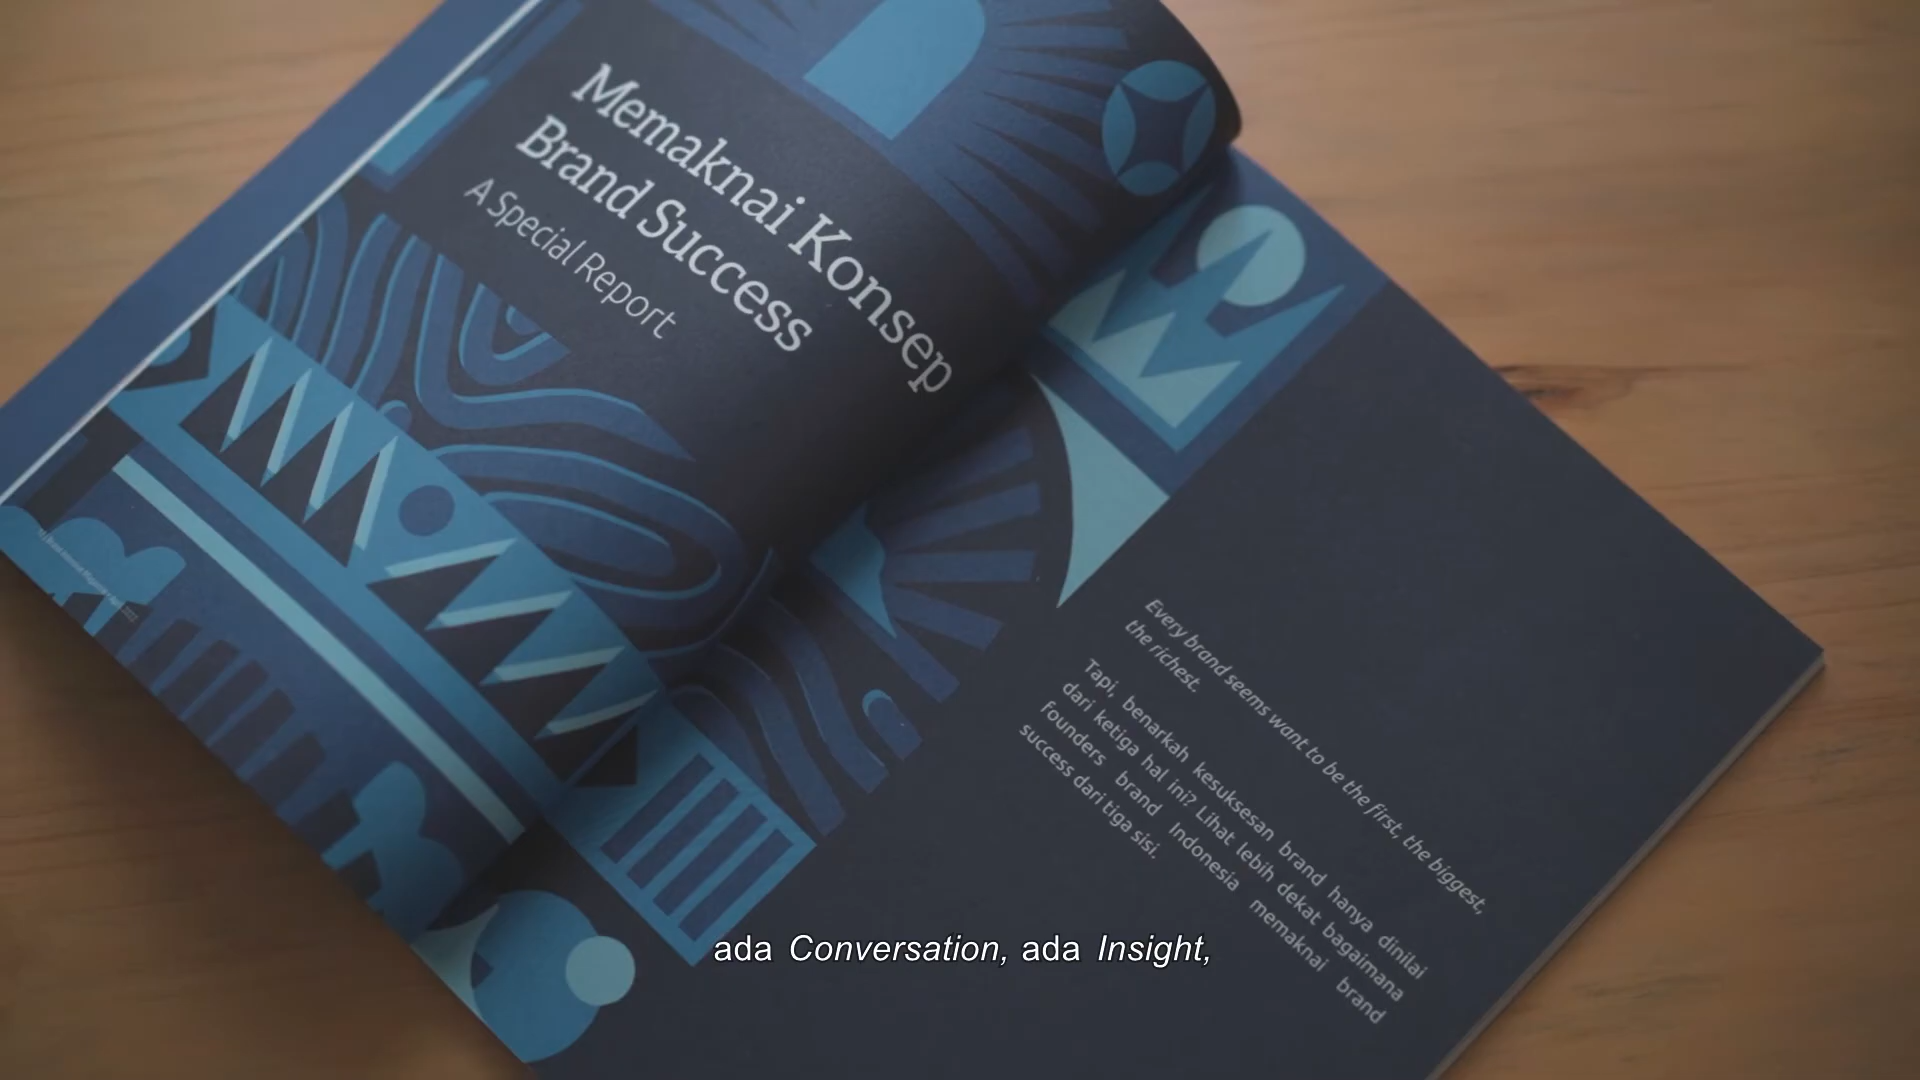 Memaknai Konsep
Brand Success
A Special Report
Every brand seems want to be the first, the biggest,
the richest.
Tapi, benarkah kesuksesan brand hanya dinilai
dari ketiga hal ini? Lihat lebih dekat bagaimana
founders brand Indonesia memaknai brand
success dari tiga sisi.
ada Conversation, ada Insight,